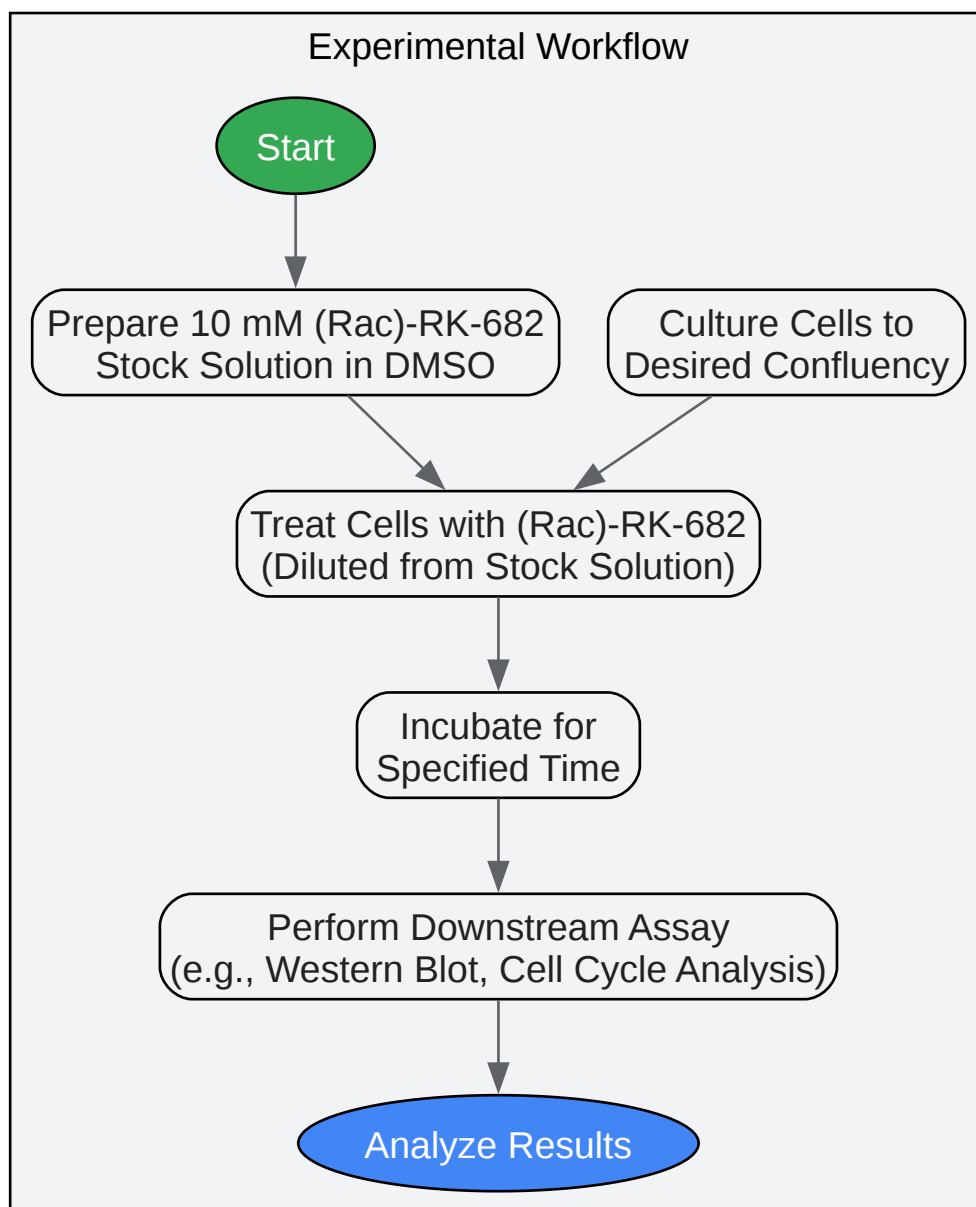 Experimental Workflow
Start
Prepare 10 mM (Rac)-RK-682
Stock Solution in DMSO
Culture Cells to
Desired Confluency
Treat Cells with (Rac)-RK-682
(Diluted from Stock Solution)
Incubate for
Specified Time
Perform Downstream Assay
(e.g., Western Blot, Cell Cycle Analysis)
Analyze Results